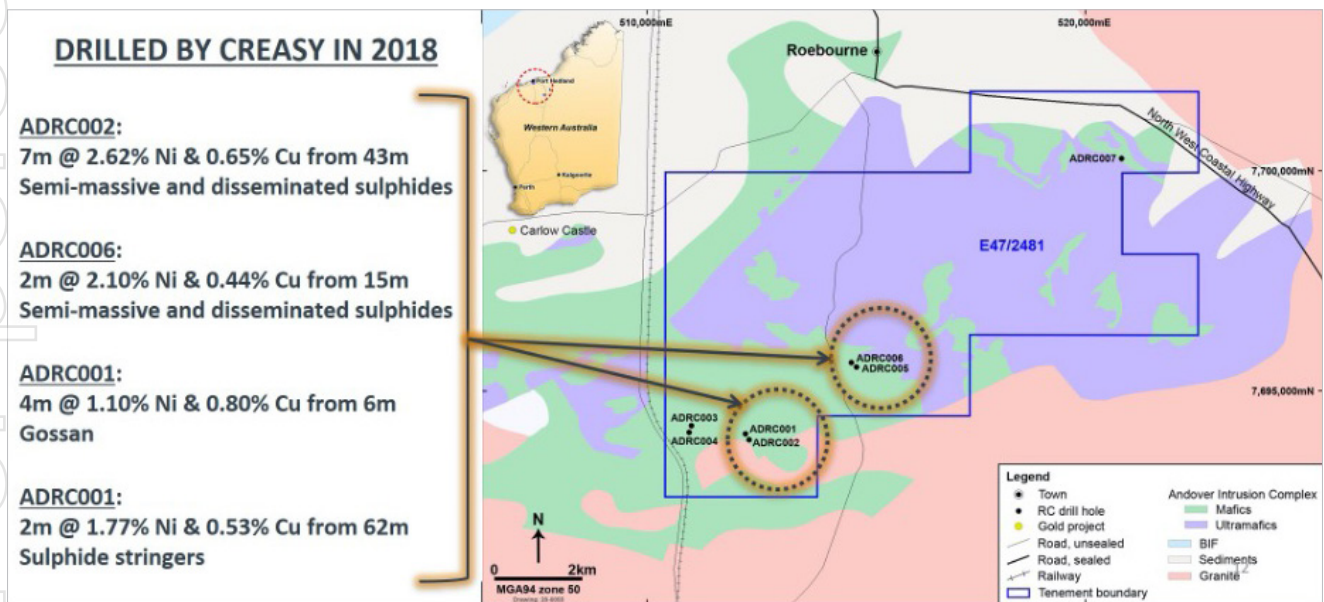 DRILLED BY CREASY IN 2018
ADRC002:
7m @ 2.62% Ni & 0.65% Cu from 43m
Semi-massive and disseminated sulphides
ADRC006:
2m @ 2.10% Ni & 0.44% Cu from 15m
Semi-massive and disseminated sulphides
ADRC001:
4m @ 1.10% Ni & 0.80% Cu from 6m
Gossan
ADRC001:
2m @ 1.77% Ni & 0.53% Cu from 62m
Sulphide stringers
510,000mE
520,000mE
Roebourne
Port Hedland
Western Australia
Kalgoorlie
Perth
Carlow Castle
North West Coastal Highway
ADRC007
7,700,000mN
E47/2481
ADRC006
ADRC005
7,695,000mN
ADRC003
ADRC004
ADRC001
ADRC002
N
0 2km
MGA94 zone 50
Legend
Town
RC drill hole
Gold project
Road, unsealed
Road, sealed
Railway
Tenement boundary
Andover Intrusion Complex
Mafics
Ultramafics
BIF
Sediments
Granite
12